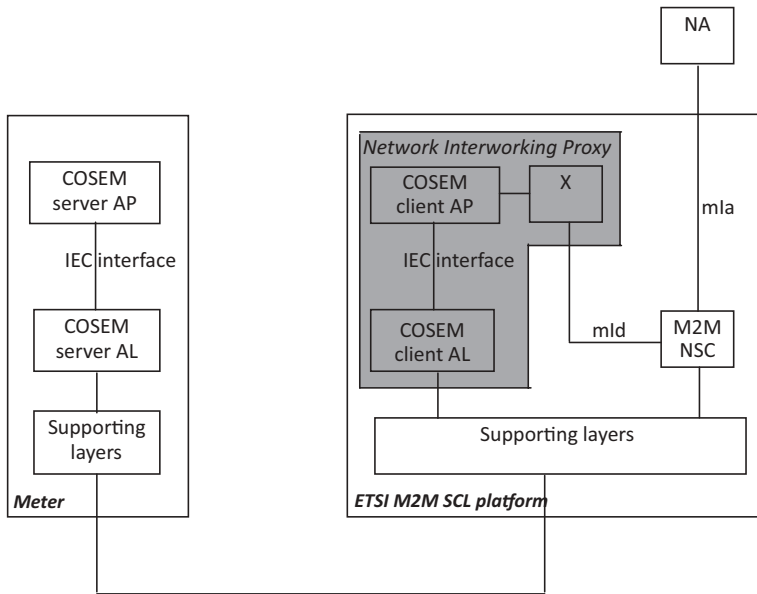 NA
Network Interworking Proxy
COSEM
server AP
COSEM
client AP
X
mIa
IEC interface
IEC interface
COSEM
server AL
COSEM
client AL
mId
M2M
NSC
Supporting
layers
Supporting layers
Meter
ETSI M2M SCL platform